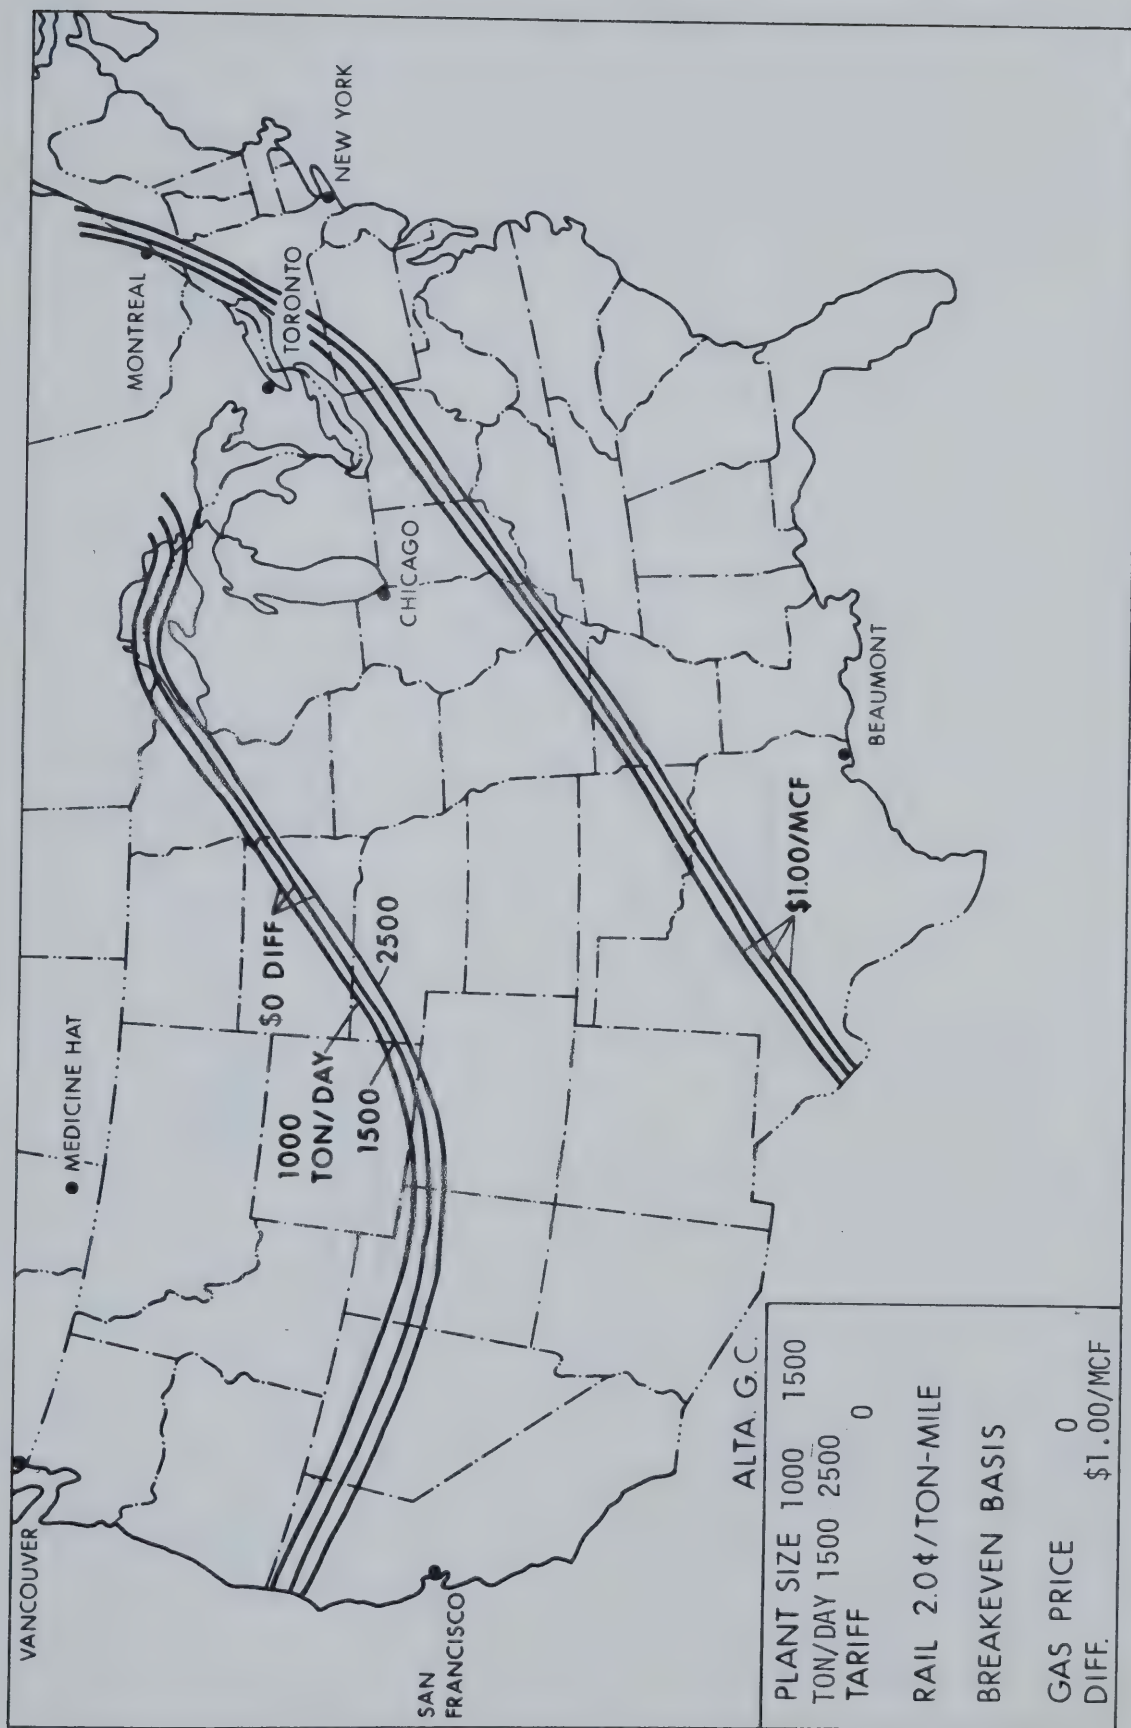 VANCOUVER
MEDICINE HAT
MONTREAL
TORONTO
NEW YORK
CHICAGO
$0 DIFF
1000
TON/DAY
1500
2500
SAN
FRANCISCO
BEAUMONT
$1.00/MCF
ALTA. G.C.
PLANT SIZE 1000 1500
TON/DAY 1500 2500
TARIFF 0
RAIL 2.0¢/TON-MILE
BREAKEVEN BASIS
GAS PRICE 0
DIFF. $1.00/MCF